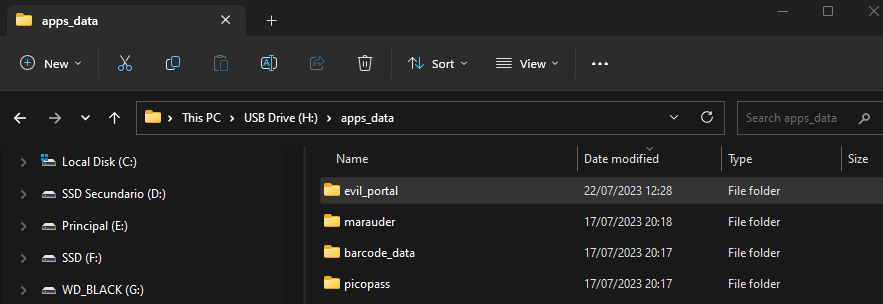 apps_data
New
Sort
View
This PC > USB Drive (H:) > apps_data
Search apps_data
Local Disk (C:)
SSD Secundario (D:)
Principal (E:)
SSD (F:)
WD_BLACK (G:)
Name Date modified Type Size
evil_portal 22/07/2023 12:28 File folder
marauder 17/07/2023 20:18 File folder
barcode_data 17/07/2023 20:17 File folder
picopass 17/07/2023 20:17 File folder